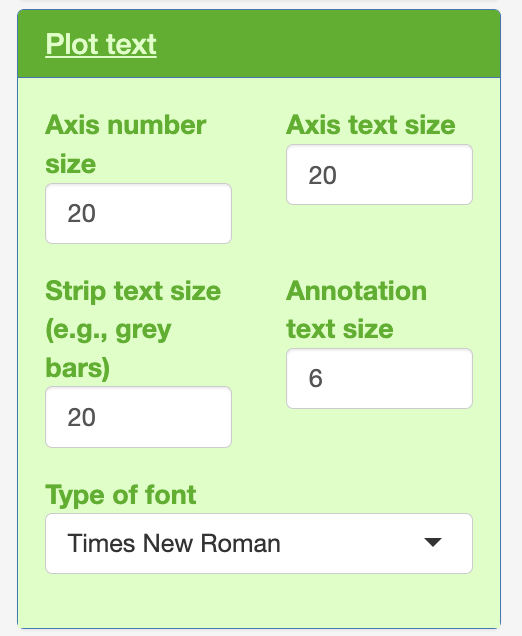 Plot text
Axis number
size
20
Axis text size
20
Strip text size
(e.g., grey
bars)
20
Annotation
text size
6
Type of font
Times New Roman